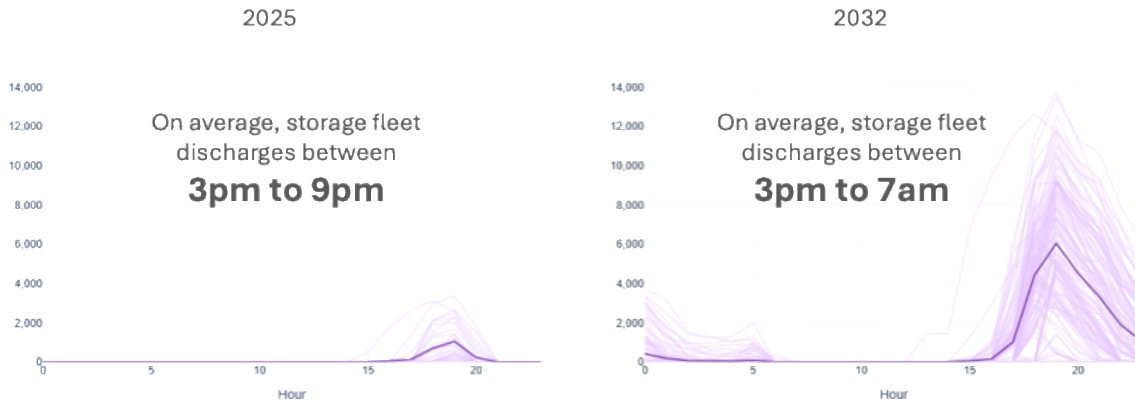 2025
2032
On average, storage fleet
discharges between
3pm to 9pm
14,000
12,000
10,000
8,000
6,000
4,000
2,000
0
0 5 10 15 20
Hour
On average, storage fleet
discharges between
3pm to 7am
14,000
12,000
10,000
8,000
6,000
4,000
2,000
0
0 5 10 15 20
Hour